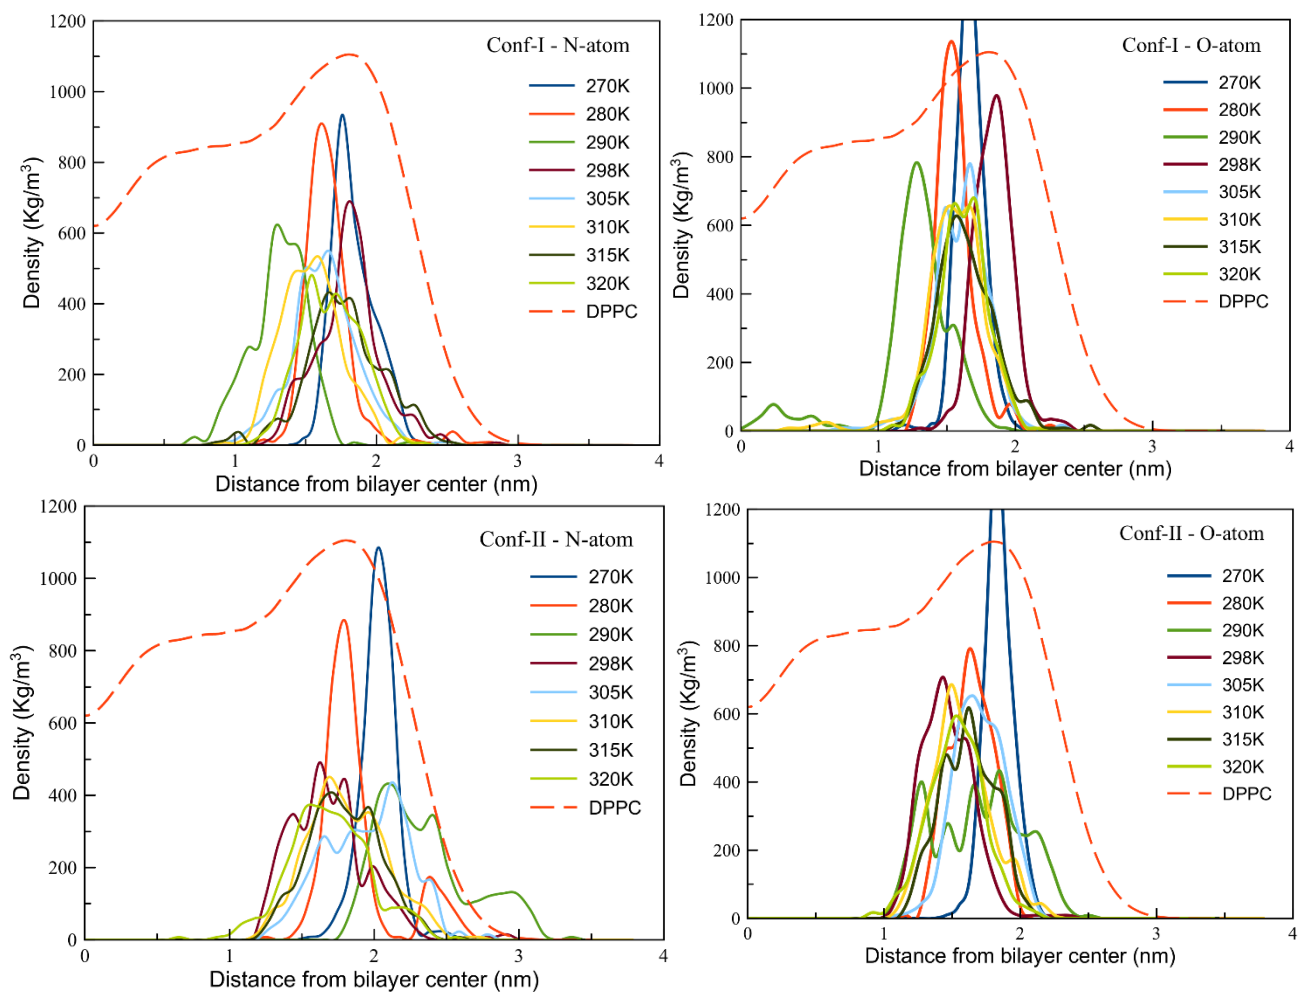 Conf-I - N-atom
1200
1000
800
600
400
200
0
Density (Kg/m³)
270K
280K
290K
298K
305K
310K
315K
320K
DPPC
0 1 2 3 4
Distance from bilayer center (nm)
Conf-I - O-atom
1200
1000
800
600
400
200
0
Density (Kg/m³)
270K
280K
290K
298K
305K
310K
315K
320K
DPPC
0 1 2 3 4
Distance from bilayer center (nm)
Conf-II - N-atom
1200
1000
800
600
400
200
0
Density (Kg/m³)
270K
280K
290K
298K
305K
310K
315K
320K
DPPC
0 1 2 3 4
Distance from bilayer center (nm)
Conf-II - O-atom
1200
1000
800
600
400
200
0
Density (Kg/m³)
270K
280K
290K
298K
305K
310K
315K
320K
DPPC
0 1 2 3 4
Distance from bilayer center (nm)